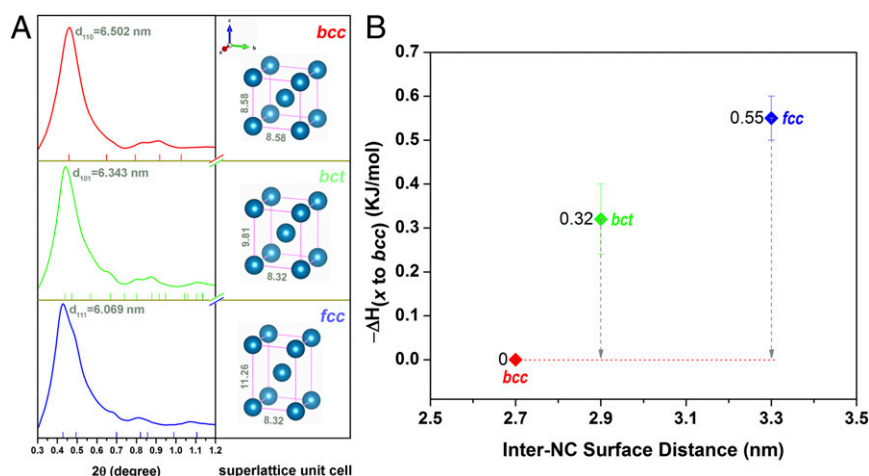 A
d110=6.502 nm
bcc
c
a
b
8.58
8.58
d101=6.343 nm
bct
9.81
8.32
d111=6.069 nm
fcc
11.26
8.32
0.3 0.4 0.5 0.6 0.7 0.8 0.9 1.0 1.1 1.2
2θ (degree)
superlattice unit cell
B
0.7
0.6
0.5
0.4
0.3
0.2
0.1
0.0
−ΔH(x to bcc) (KJ/mol)
0.55 fcc
0.32 bct
0
bcc
2.5 2.7 2.9 3.1 3.3 3.5
Inter-NC Surface Distance (nm)